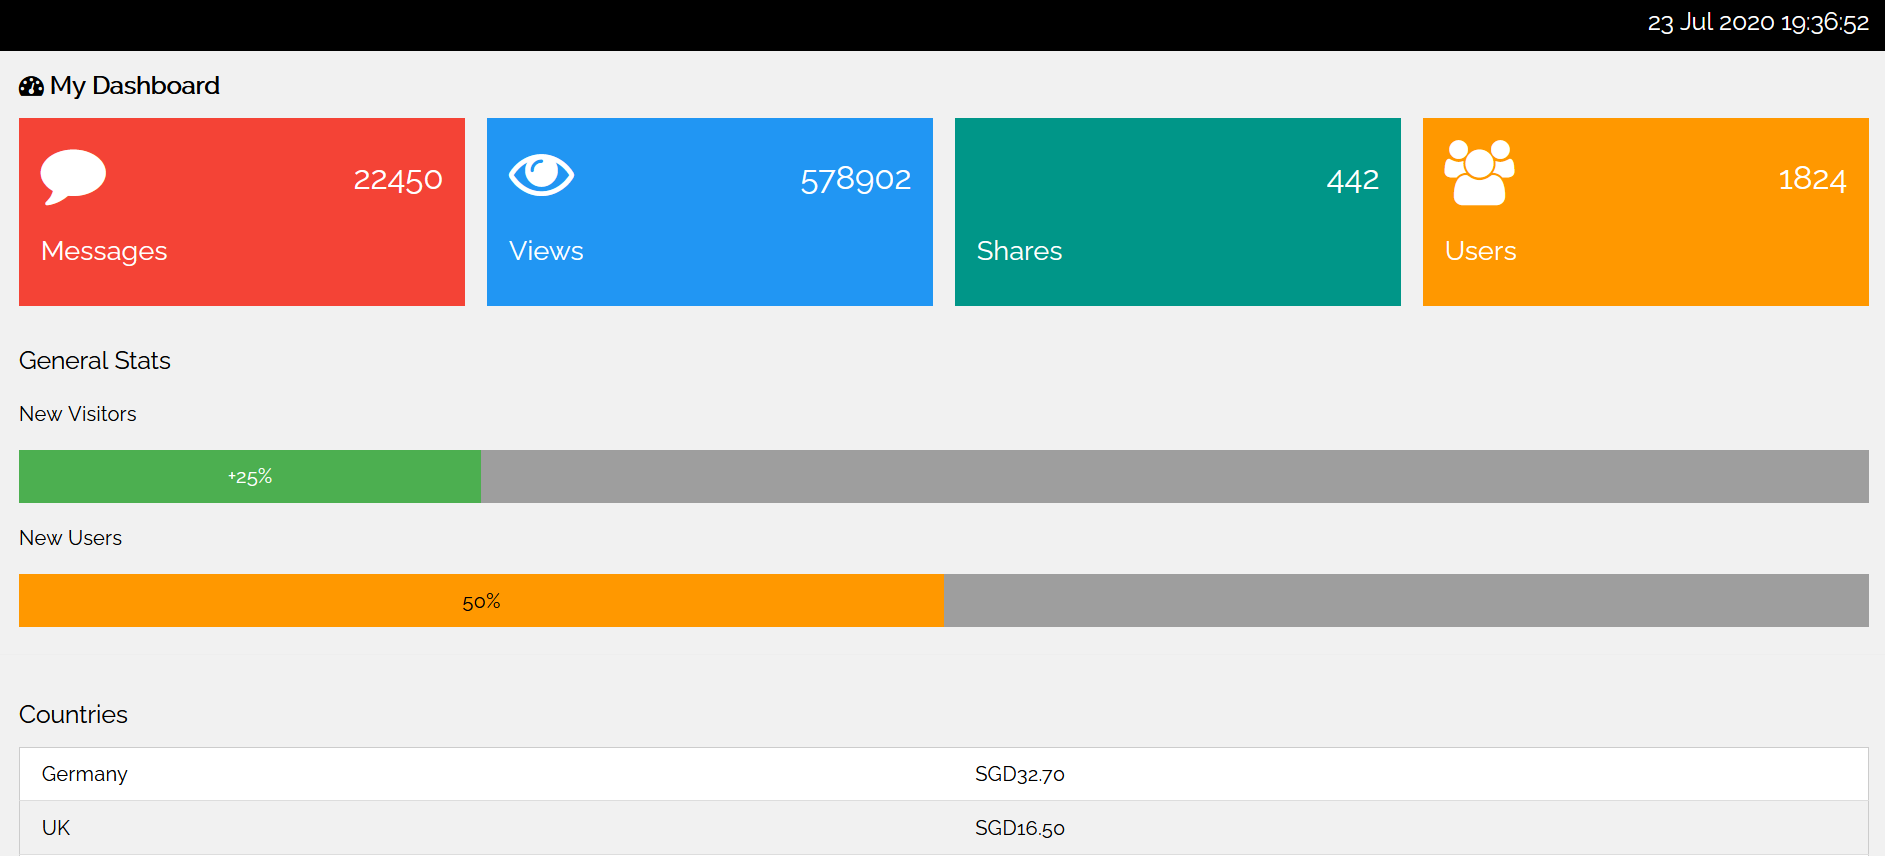 23 Jul 2020 19:36:52
My Dashboard
22450
Messages
578902
Views
442
Shares
1824
Users
General Stats
New Visitors
+25%
New Users
50%
Countries
Germany SGD32.70
UK SGD16.50